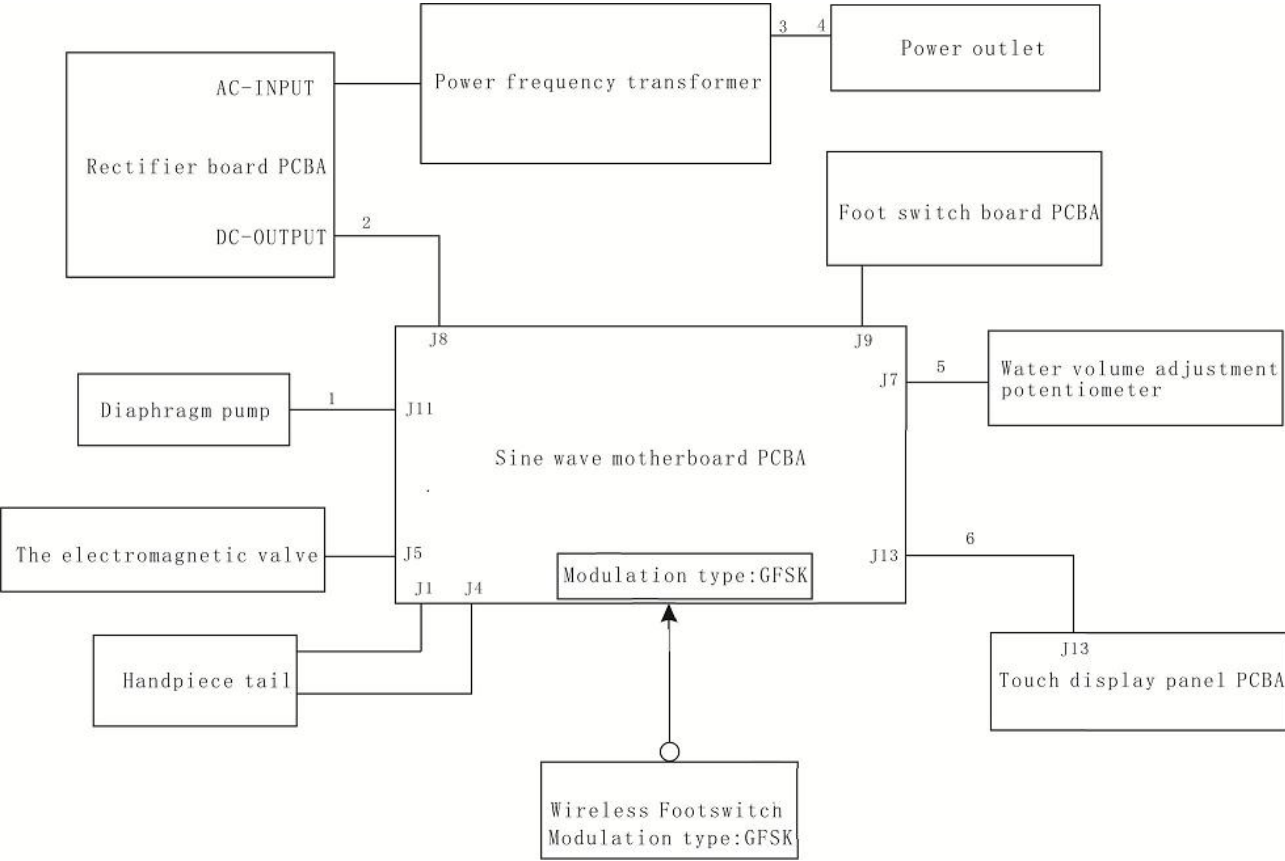 3 4
Power outlet
AC-INPUT
Power frequency transformer
Rectifier board PCBA
DC-OUTPUT
2
Foot switch board PCBA
J8
J9
J7
5
Water volume adjustment
potentiometer
Diaphragm pump
1
J11
Sine wave motherboard PCBA
The electromagnetic valve
J5
J13
6
Modulation type:GFSK
J1
J4
Handpiece tail
J13
Touch display panel PCBA
Wireless Footswitch
Modulation type:GFSK